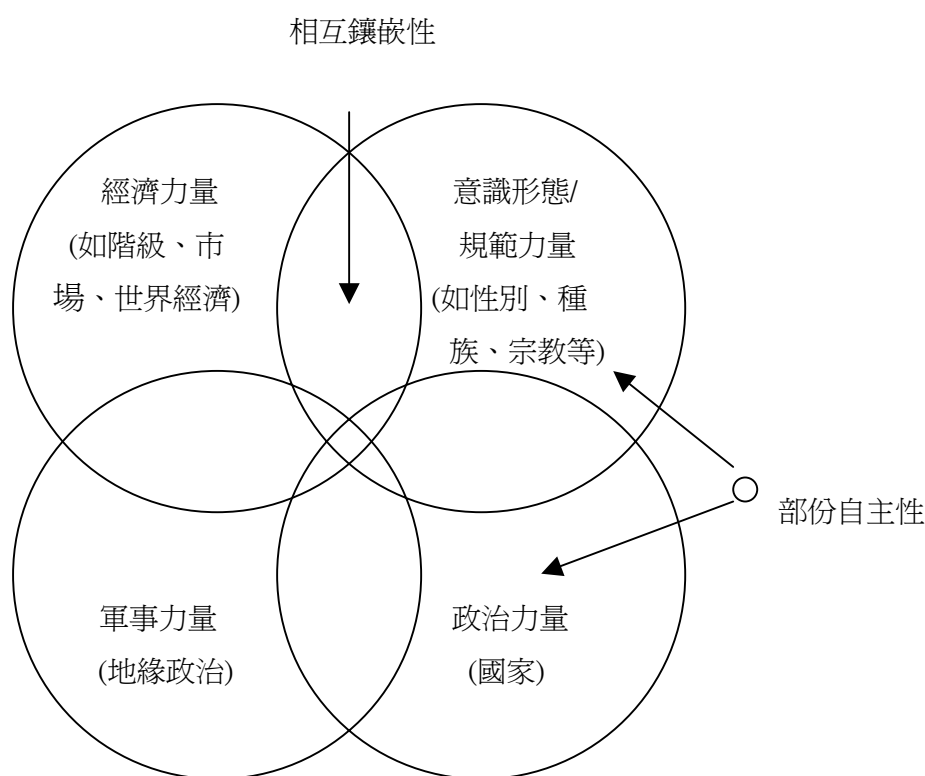 相互鑲嵌性
經濟力量
(如階級、市
場、世界經濟)
意識形態/
規範力量
(如性別、種
族、宗教等)
部份自主性
軍事力量
(地緣政治)
政治力量
(國家)